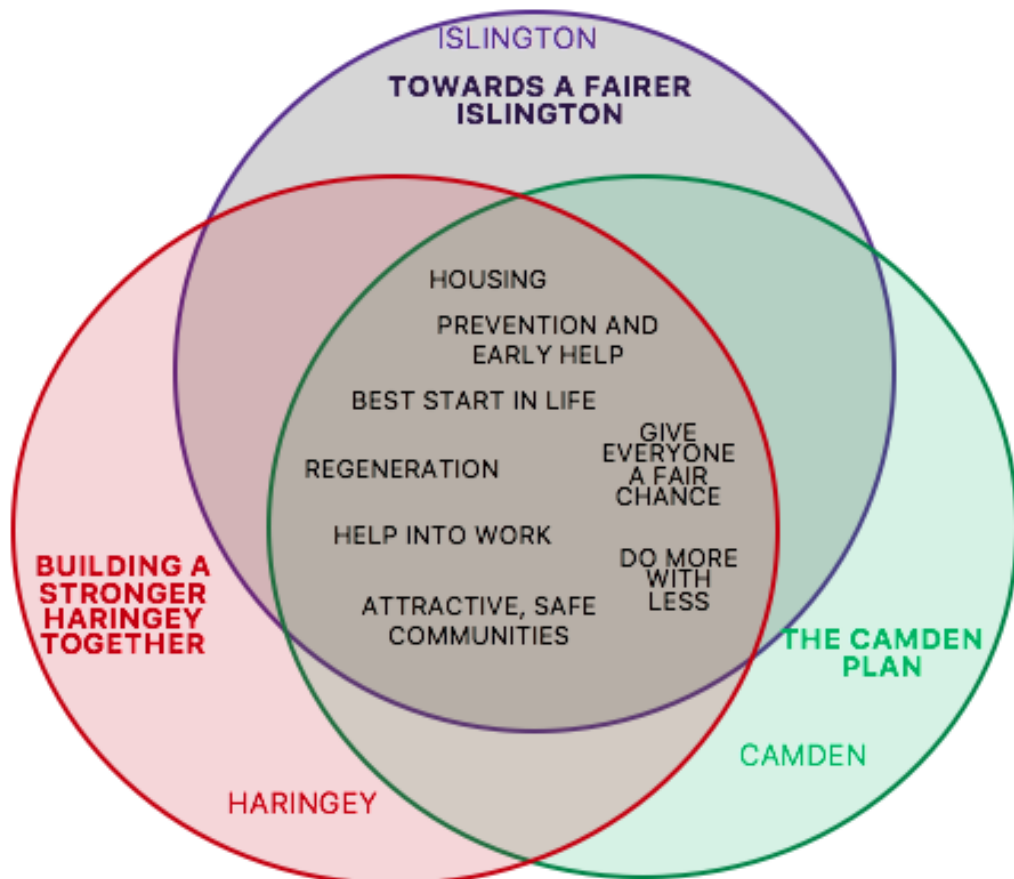 ISLINGTON
TOWARDS A FAIRER
ISLINGTON
HOUSING
PREVENTION AND
EARLY HELP
BEST START IN LIFE
GIVE
EVERYONE
A FAIR
CHANCE
REGENERATION
HELP INTO WORK
DO MORE
WITH
LESS
ATTRACTIVE, SAFE
COMMUNITIES
BUILDING A
STRONGER
HARINGEY
TOGETHER
THE CAMDEN
PLAN
CAMDEN
HARINGEY